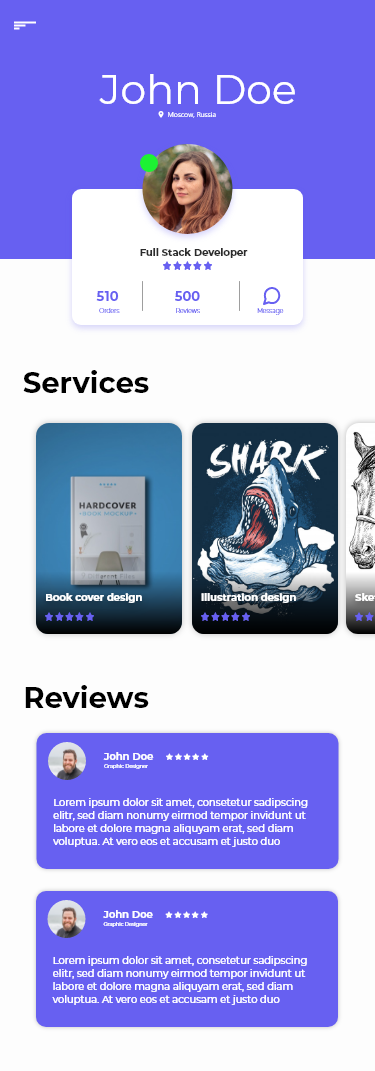 John Doe
Moscow, Russia
Full Stack Developer
510
500
Orders
Reviews
Message
Services
HARDCOVER
Book cover design
SHARK
Illustration design
Ske
Reviews
John Doe
Graphic Designer
Lorem ipsum dolor sit amet, consetetur sadipscing
elitr, sed diam nonumy eirmod tempor invidunt ut
labore et dolore magna aliquyam erat, sed diam
voluptua. At vero eos et accusam et justo duo
John Doe
Graphic Designer
Lorem ipsum dolor sit amet, consetetur sadipscing
elitr, sed diam nonumy eirmod tempor invidunt ut
labore et dolore magna aliquyam erat, sed diam
voluptua. At vero eos et accusam et justo duo